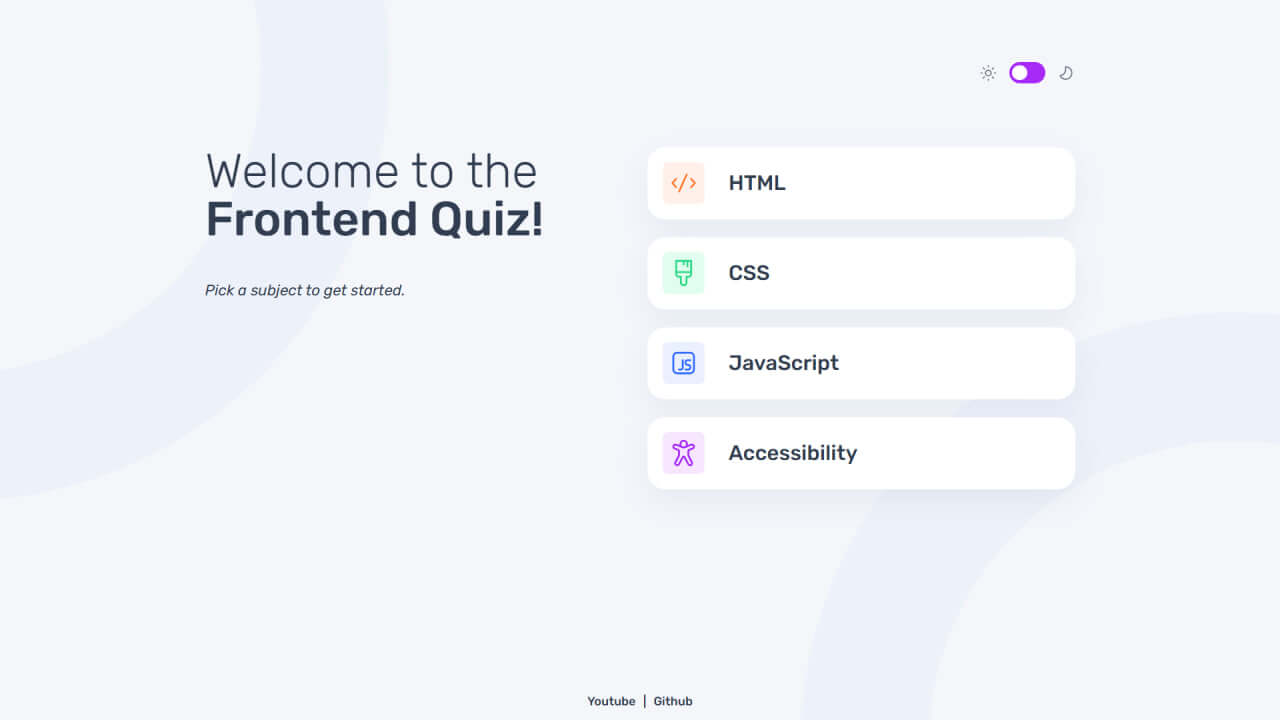 Welcome to the
Frontend Quiz!
Pick a subject to get started.
HTML
CSS
JS
JavaScript
Accessibility
Youtube | Github